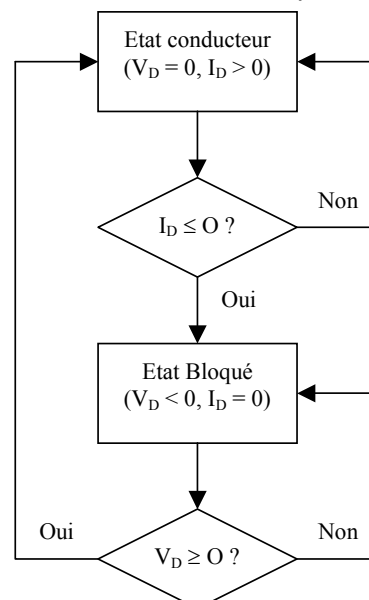 Etat conducteur
(V_D = 0, I_D > 0)
I_D ≤ O ?
Non
Oui
Etat Bloqué
(V_D < 0, I_D = 0)
Oui
V_D ≥ O ?
Non